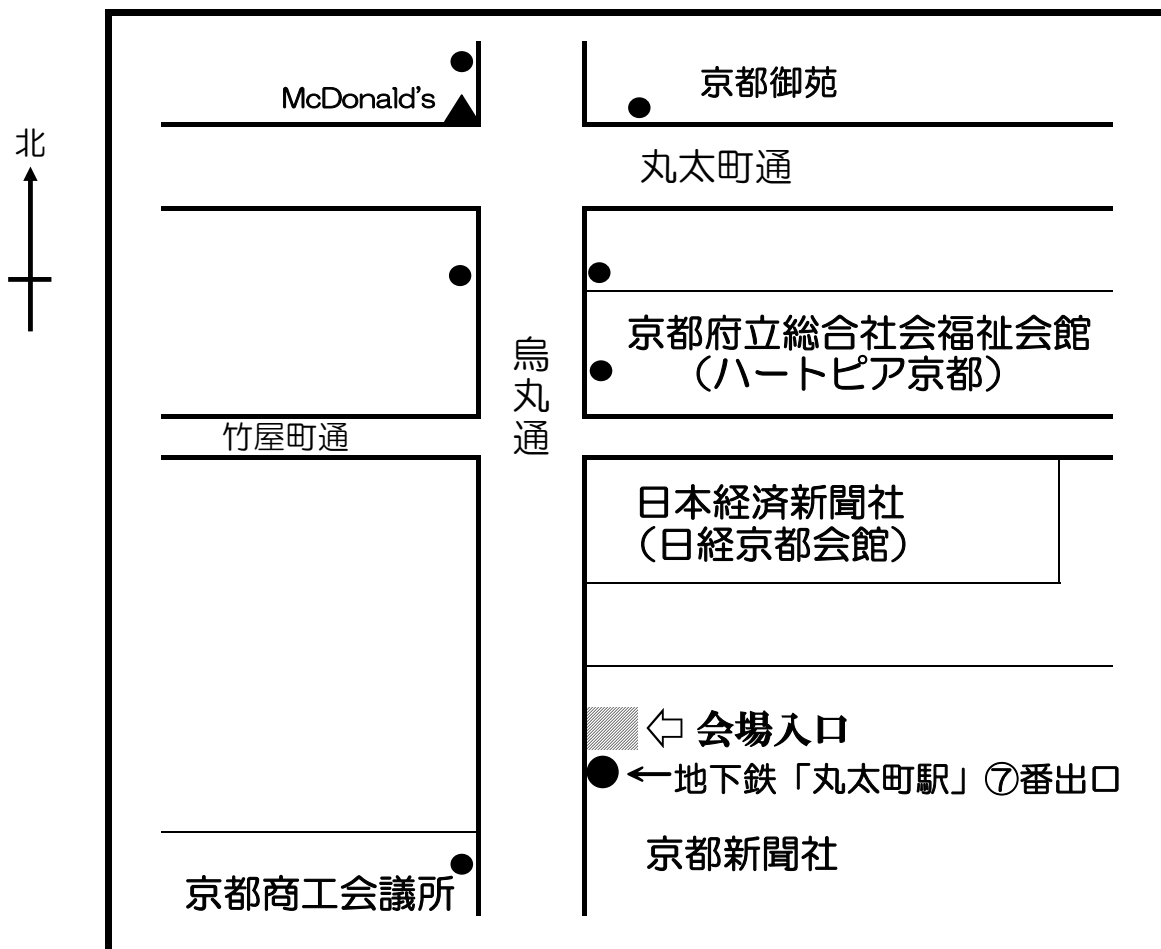 京都御苑
McDonald's
北
丸太町通
京都府立総合社会福祉会館
(ハートピア京都)
烏丸通
竹屋町通
日本経済新聞社
(日経京都会館)
会場入口
地下鉄「丸太町駅」⑦番出口
京都新聞社
京都商工会議所